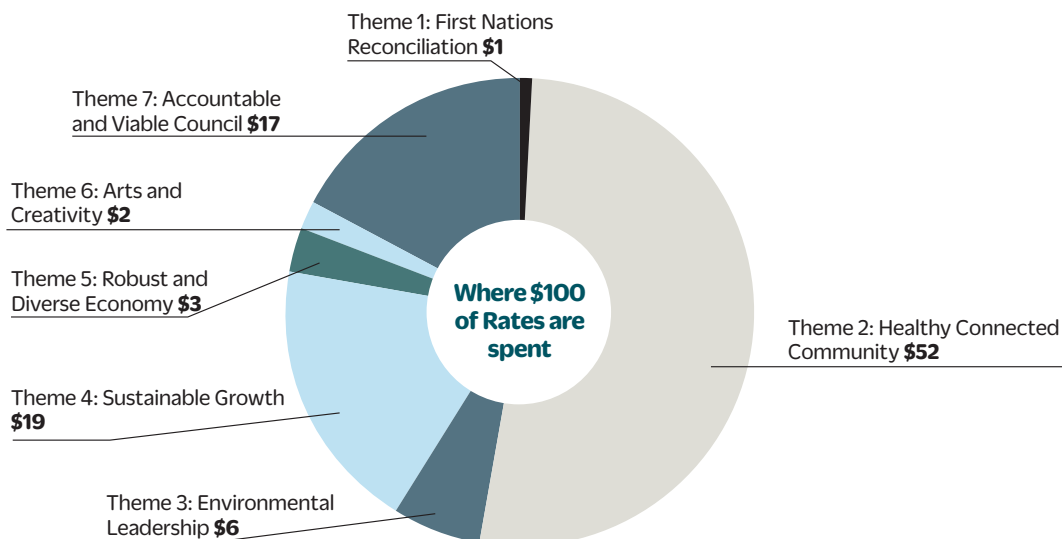 Theme 1: First Nations
Reconciliation $1
Theme 7: Accountable
and Viable Council $17
Theme 6: Arts and
Creativity $2
Theme 5: Robust and
Diverse Economy $3
Where $100
of Rates are
spent
Theme 2: Healthy Connected
Community $52
Theme 4: Sustainable Growth
$19
Theme 3: Environmental
Leadership $6